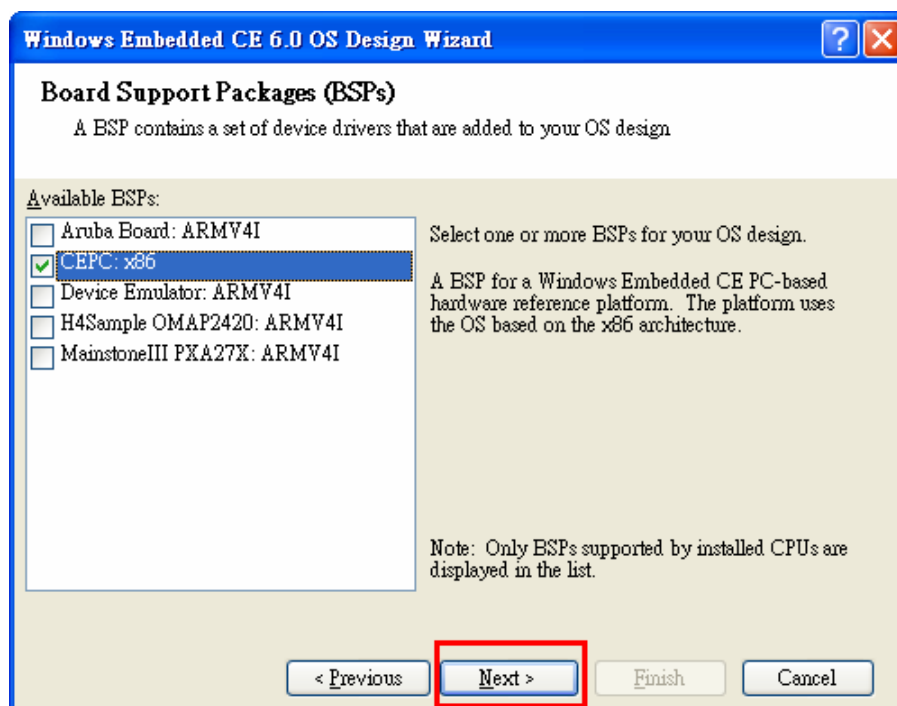 Windows Embedded CE 6.0 OS Design Wizard
Board Support Packages (BSPs)
A BSP contains a set of device drivers that are added to your OS design
Available BSPs:
Aruba Board: ARMV4I
CEPC: x86
Device Emulator: ARMV4I
H4Sample OMAP2420: ARMV4I
MainstoneIII PXA27X: ARMV4I
Select one or more BSPs for your OS design.
A BSP for a Windows Embedded CE PC-based
hardware reference platform. The platform uses
the OS based on the x86 architecture.
Note: Only BSPs supported by installed CPUs are
displayed in the list.
< Previous
Next >
Finish
Cancel